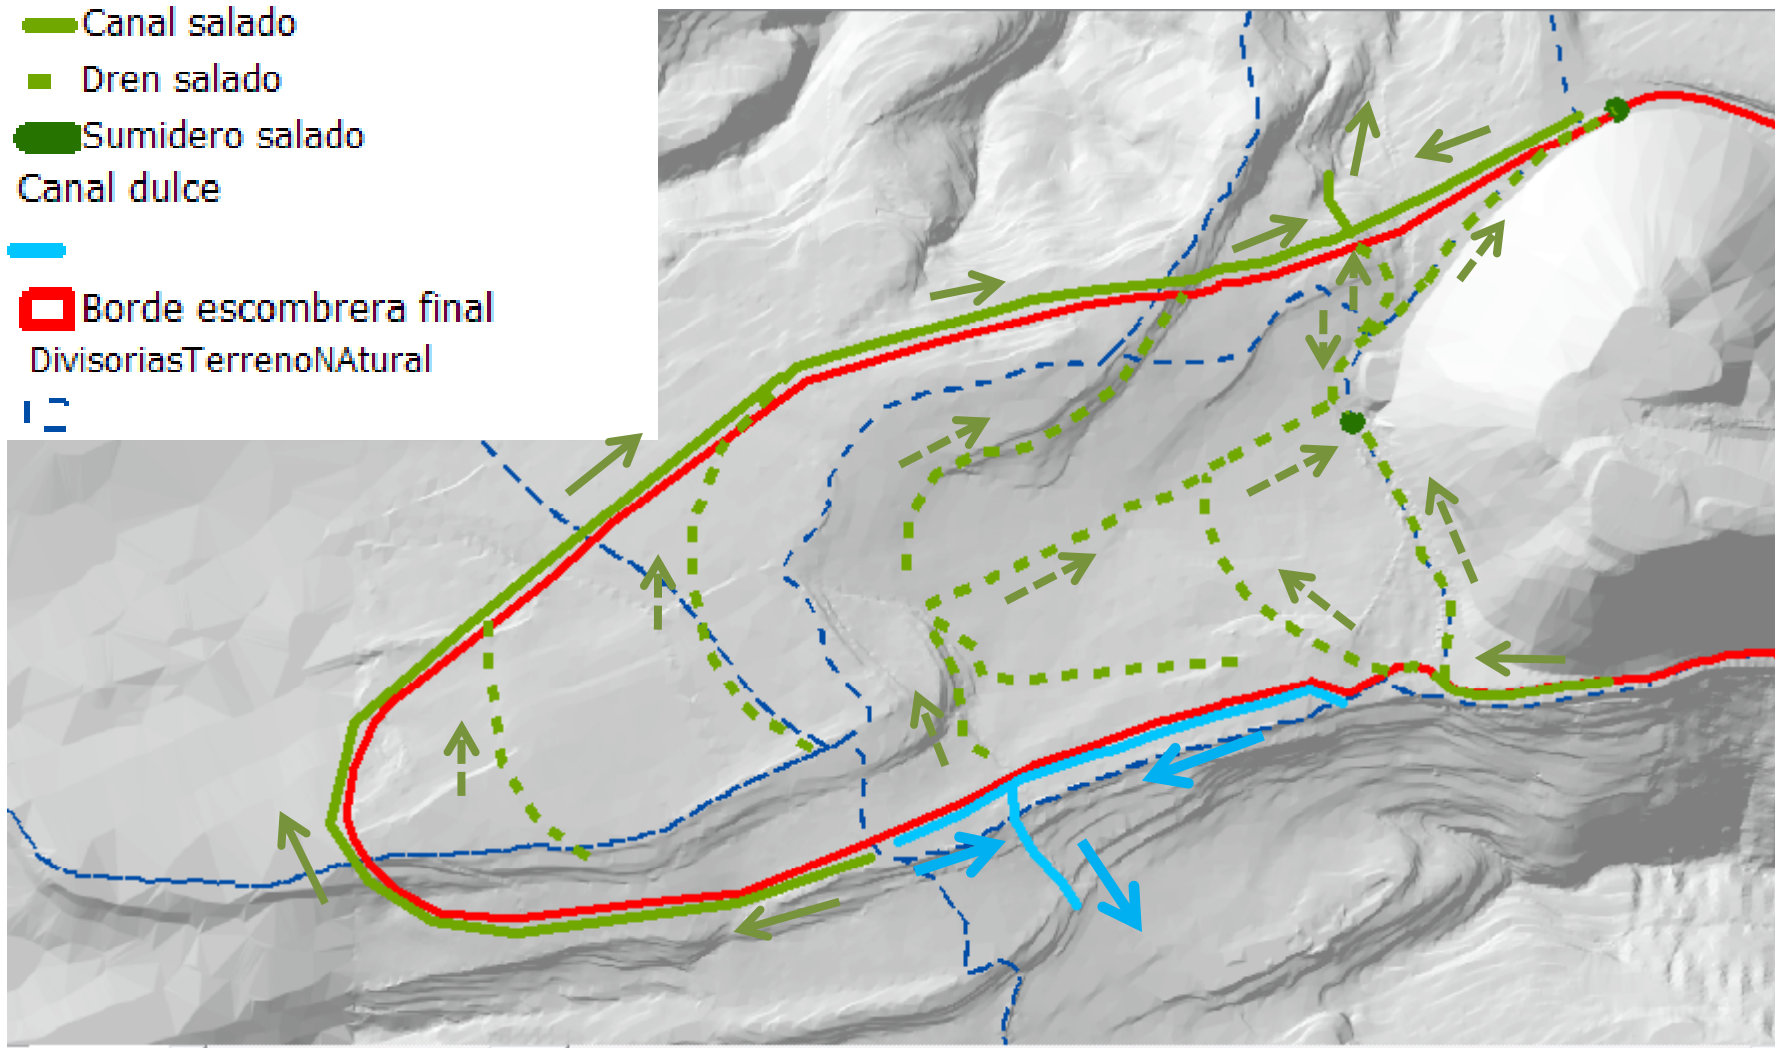 Canal salado
Dren salado
Sumidero salado
Canal dulce
Borde escombrera final
DivisoriasTerrenoNAtural